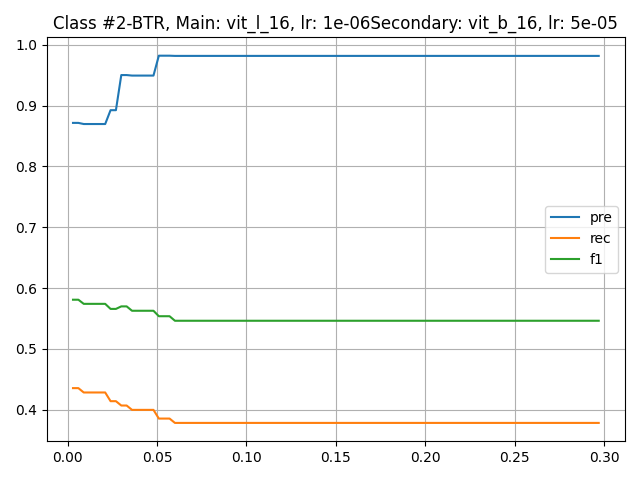 Class #2-BTR, Main: vit_l_16, lr: 1e-06Secondary: vit_b_16, lr: 5e-05
1.0
0.9
0.8
0.7
0.6
0.5
0.4
pre
rec
f1
0.00 0.05 0.10 0.15 0.20 0.25 0.30